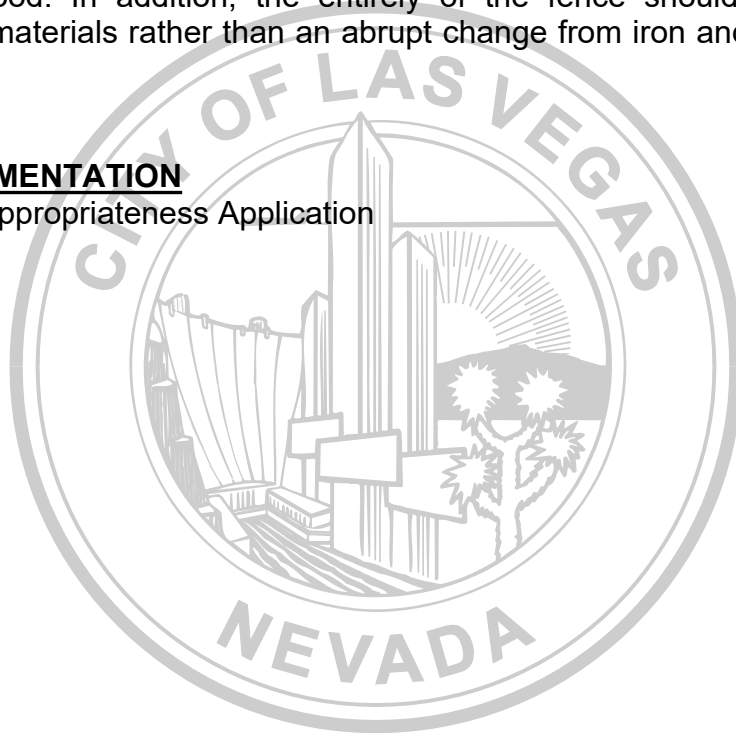 ood. In addition, the entirely of the fence should
materials rather than an abrupt change from iron and
MENTATION
ppropriateness Application
CITY OF LAS VEGAS
NEVADA